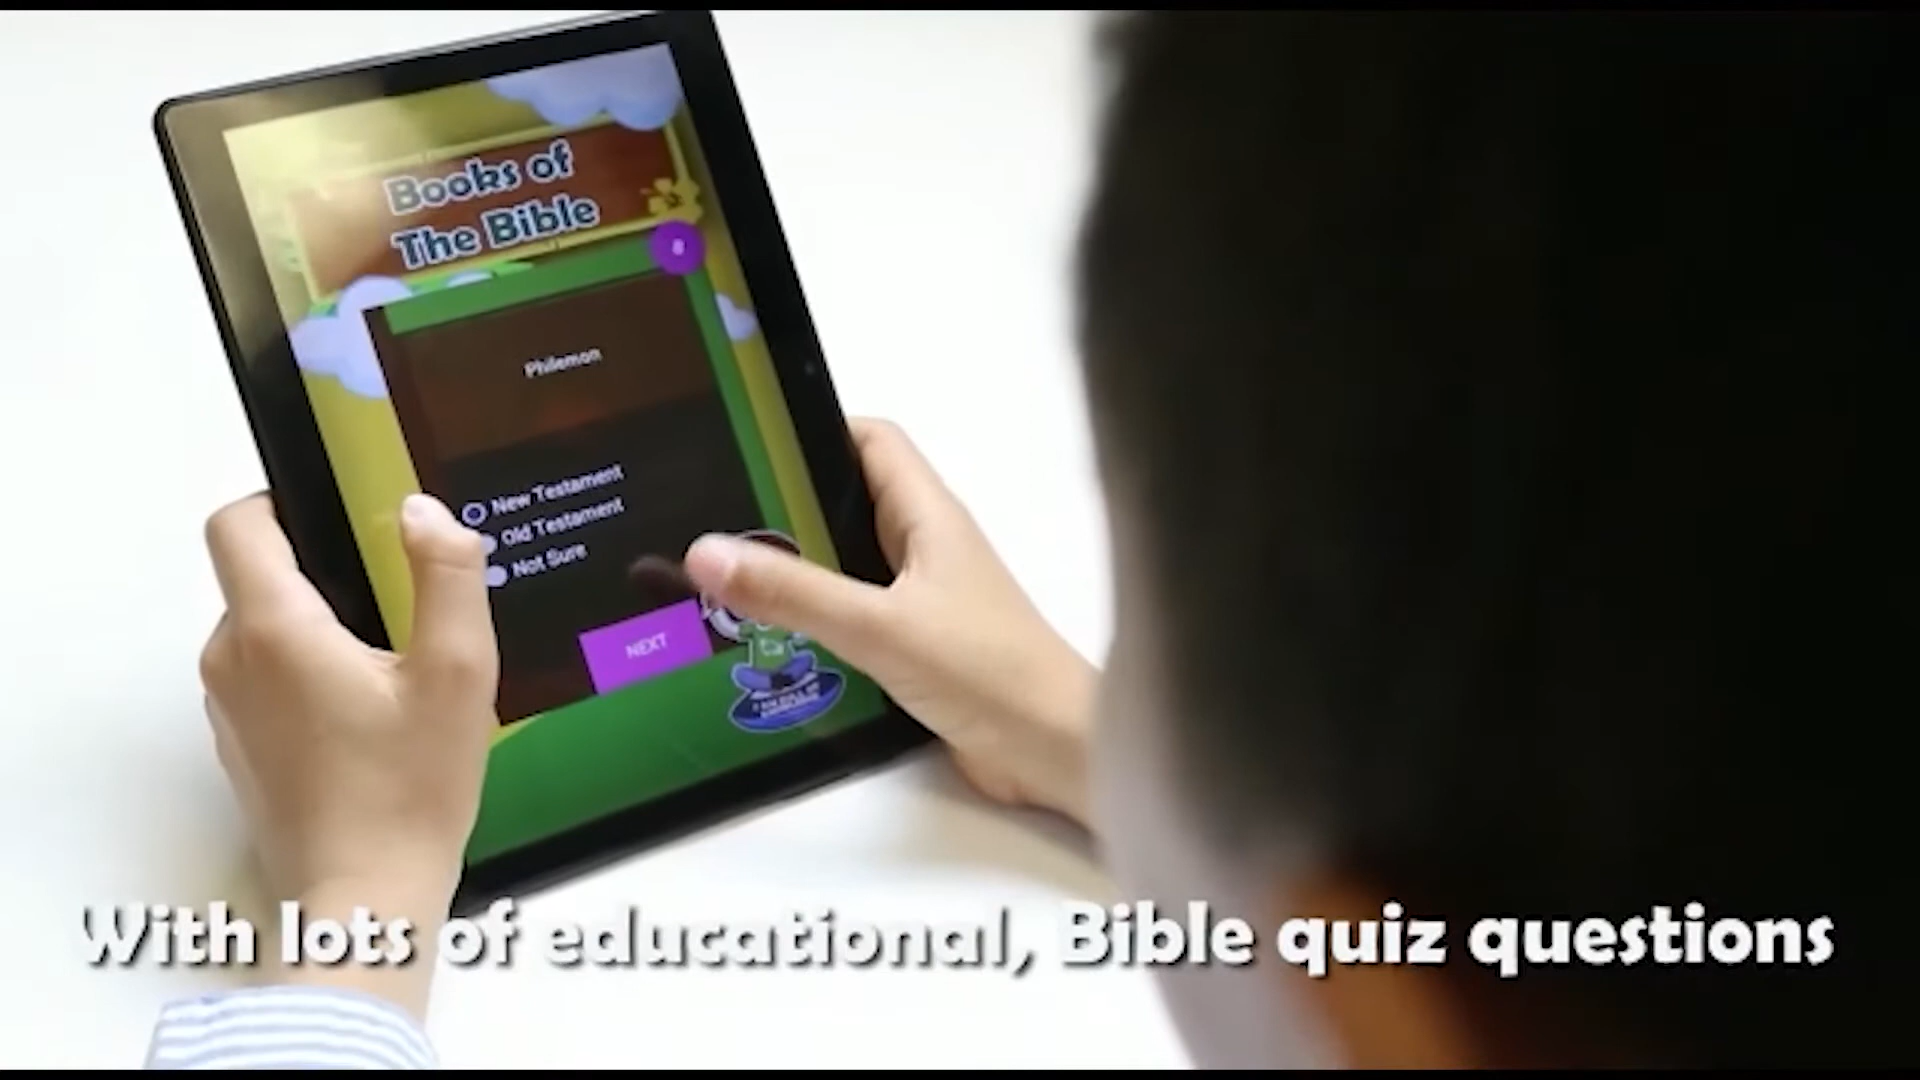 Books of
The Bible
8
Philemon
New Testament
Old Testament
Not Sure
NEXT
With lots of educational, Bible quiz questions